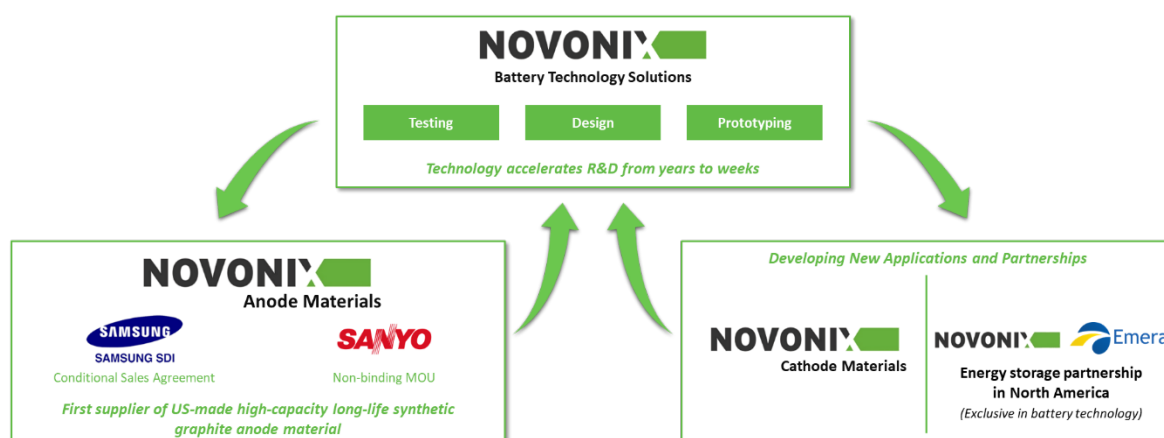 NOVONIX
Battery Technology Solutions
Testing
Design
Prototyping
Technology accelerates R&D from years to weeks
NOVONIX
Anode Materials
SAMSUNG
SAMSUNG SDI
Conditional Sales Agreement
SANYO
Non-binding MOU
First supplier of US-made high-capacity long-life synthetic
graphite anode material
Developing New Applications and Partnerships
NOVONIX
Cathode Materials
NOVONIX
Emera
Energy storage partnership
in North America
(Exclusive in battery technology)